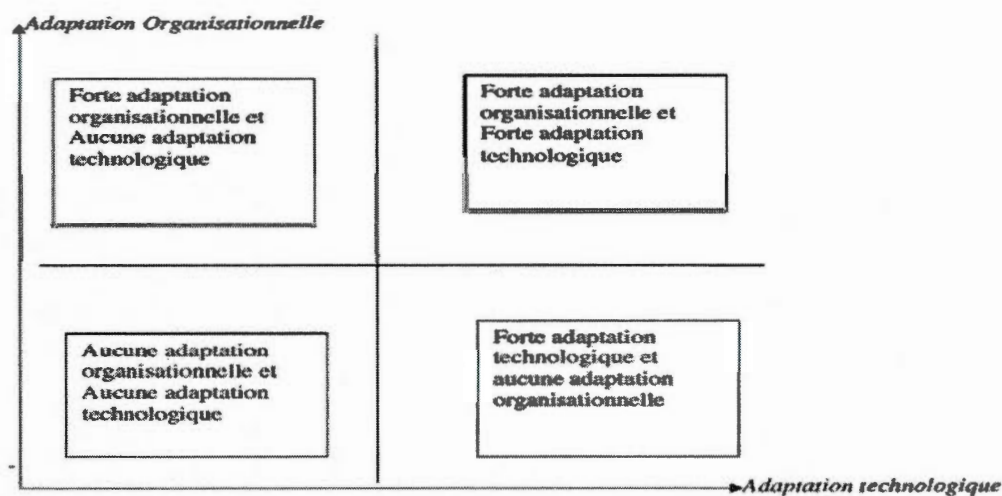 Adaptation Organisationnelle
Forte adaptation
organisationnelle et
Aucune adaptation
technologique
Forte adaptation
organisationnelle et
Forte adaptation
technologique
Aucune adaptation
organisationnelle et
Aucune adaptation
technologique
Forte adaptation
technologique et
aucune adaptation
organisationnelle
Adaptation technologique